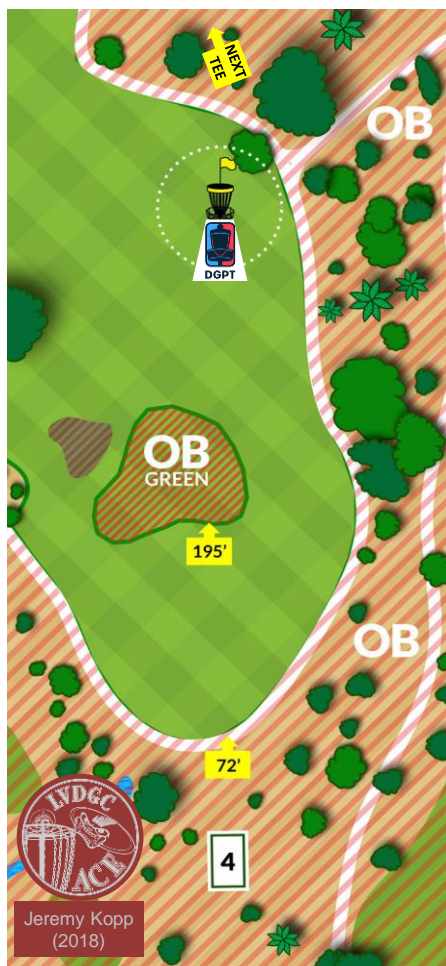 NEXT
TEE
OB
DGPT
OB
GREEN
195'
OB
72'
4
LVDGC
ACE
Jeremy Kopp
(2018)